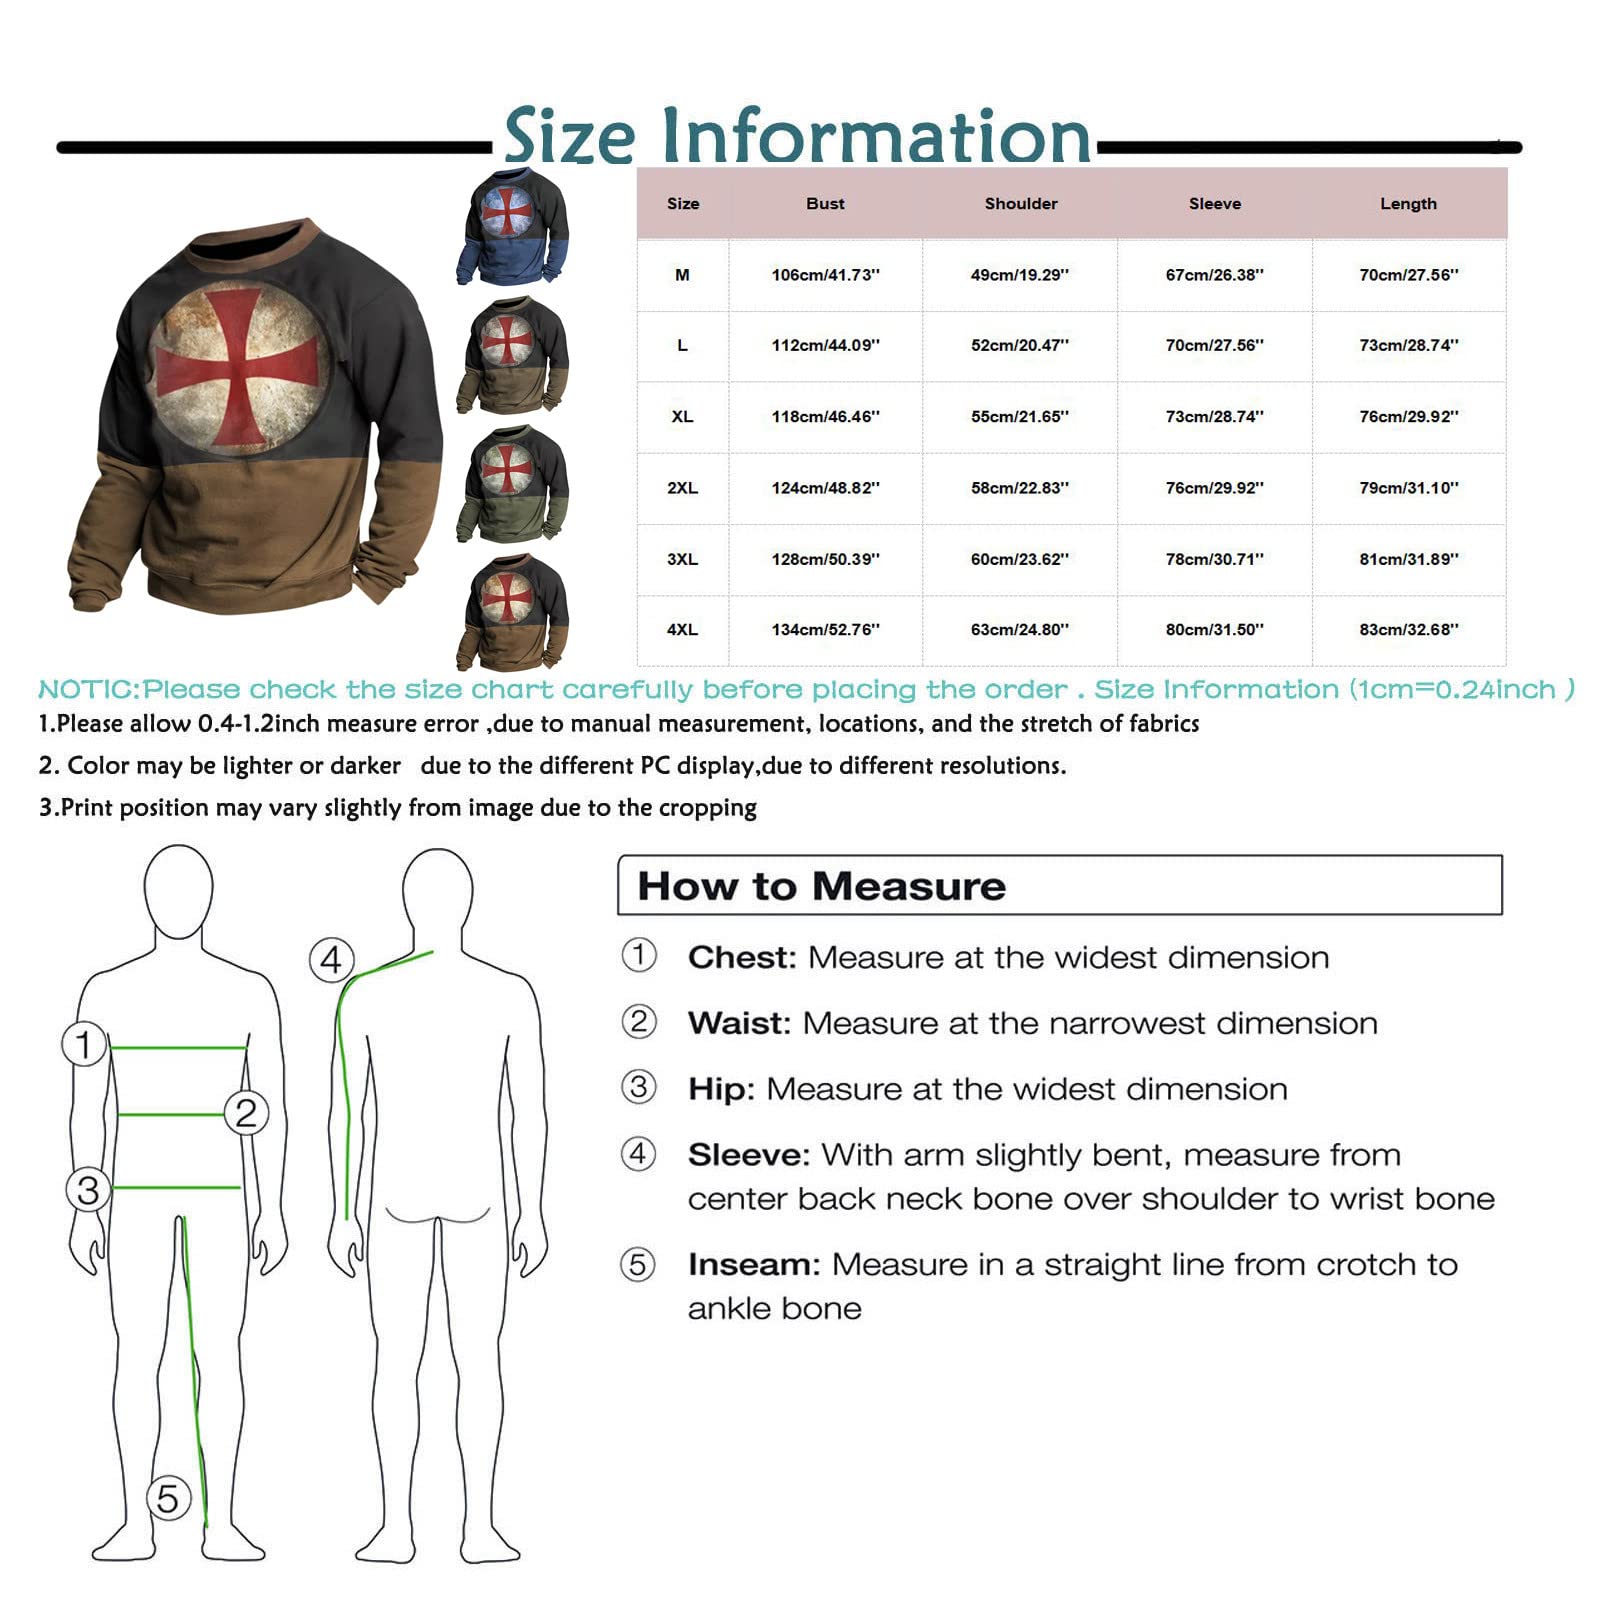 Size Information
Size Bust Shoulder Sleeve Length
M 106cm/41.73'' 49cm/19.29'' 67cm/26.38'' 70cm/27.56''
L 112cm/44.09'' 52cm/20.47'' 70cm/27.56'' 73cm/28.74''
XL 118cm/46.46'' 55cm/21.65'' 73cm/28.74'' 76cm/29.92''
2XL 124cm/48.82'' 58cm/22.83'' 76cm/29.92'' 79cm/31.10''
3XL 128cm/50.39'' 60cm/23.62'' 78cm/30.71'' 81cm/31.89''
4XL 134cm/52.76'' 63cm/24.80'' 80cm/31.50'' 83cm/32.68''
NOTIC:Please check the size chart carefully before placing the order . Size Information (1cm=0.24inch )
1.Please allow 0.4-1.2inch measure error ,due to manual measurement, locations, and the stretch of fabrics
2. Color may be lighter or darker due to the different PC display,due to different resolutions.
3.Print position may vary slightly from image due to the cropping
1
2
3
4
5
How to Measure
1 Chest: Measure at the widest dimension
2 Waist: Measure at the narrowest dimension
3 Hip: Measure at the widest dimension
4 Sleeve: With arm slightly bent, measure from
center back neck bone over shoulder to wrist bone
5 Inseam: Measure in a straight line from crotch to
ankle bone